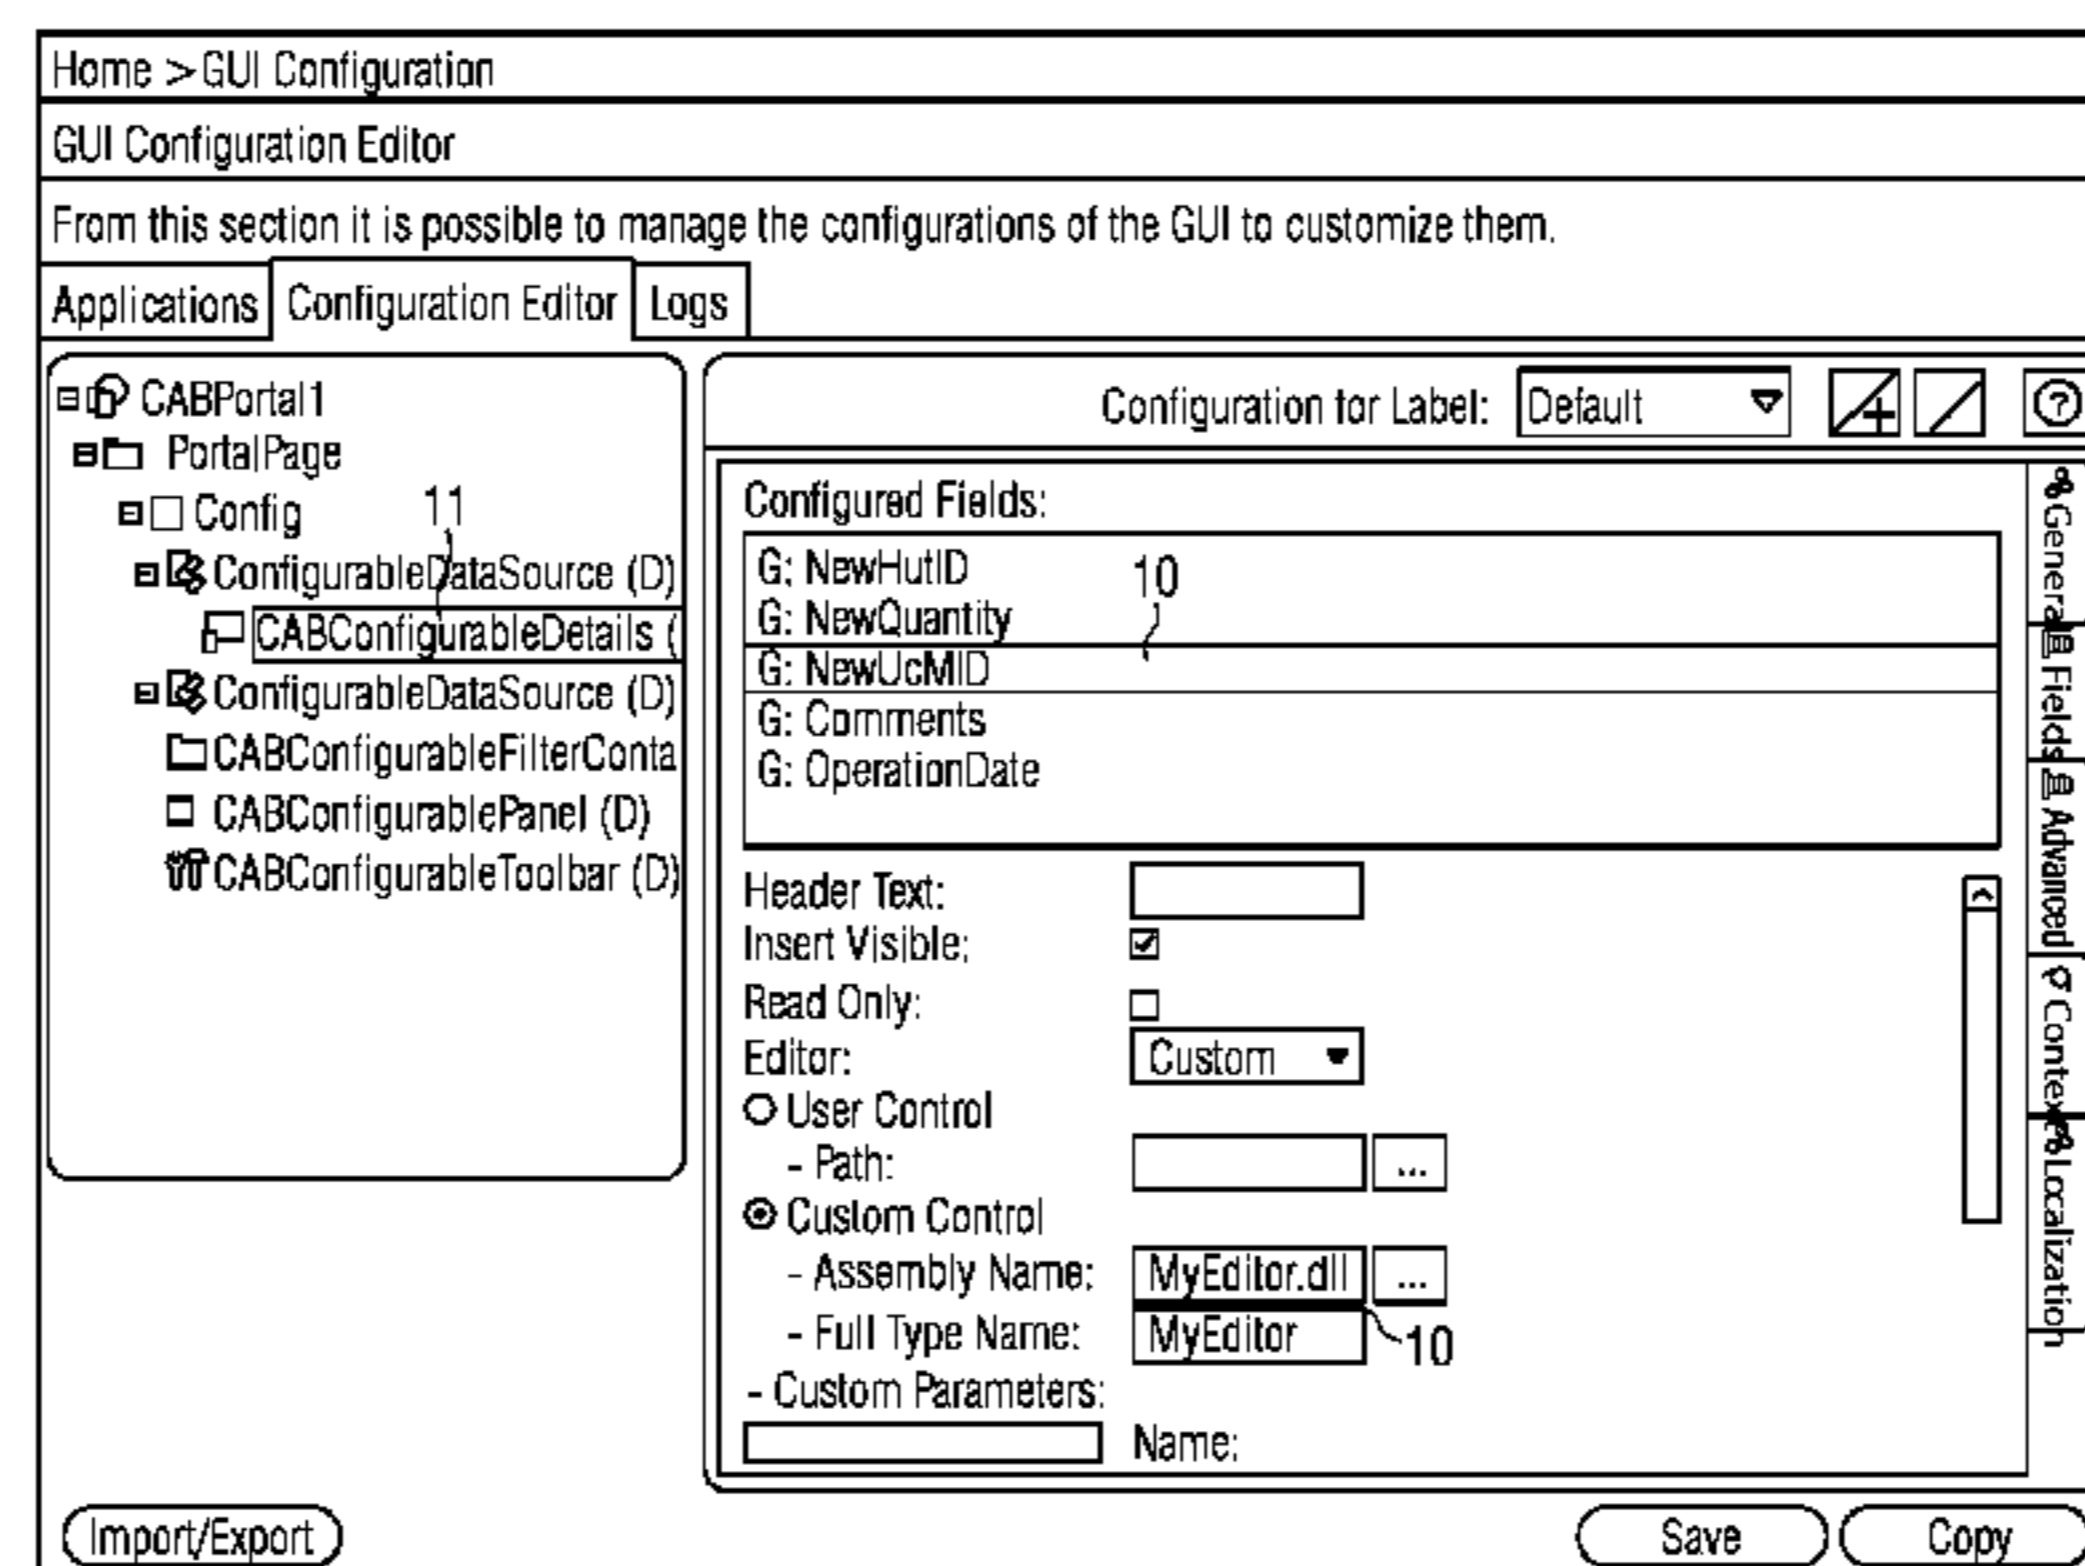 Home > GUI Configuration
GUI Configuration Editor
From this section it is possible to manage the configurations of the GUI to customize them.
Applications Configuration Editor Logs
CABPortal1
PortalPage
Config
11
ConfigurableDataSource (D)
CABConfigurableDetails (
ConfigurableDataSource (D)
CABConfigurableFilterConta
CABConfigurablePanel (D)
CABConfigurableToolbar (D)
Configuration for Label: Default
?
Configured Fields:
G: NewHutID
10
G: NewQuantity
G: NewUcMID
G: Comments
G: OperationDate
Header Text:
Insert Visible:
Read Only:
Editor: Custom
User Control
- Path: ...
Custom Control
- Assembly Name: MyEditor.dll ...
- Full Type Name: MyEditor
10
- Custom Parameters:
Name:
General
Fields
Advanced
Context
Localization
Import/Export
Save
Copy